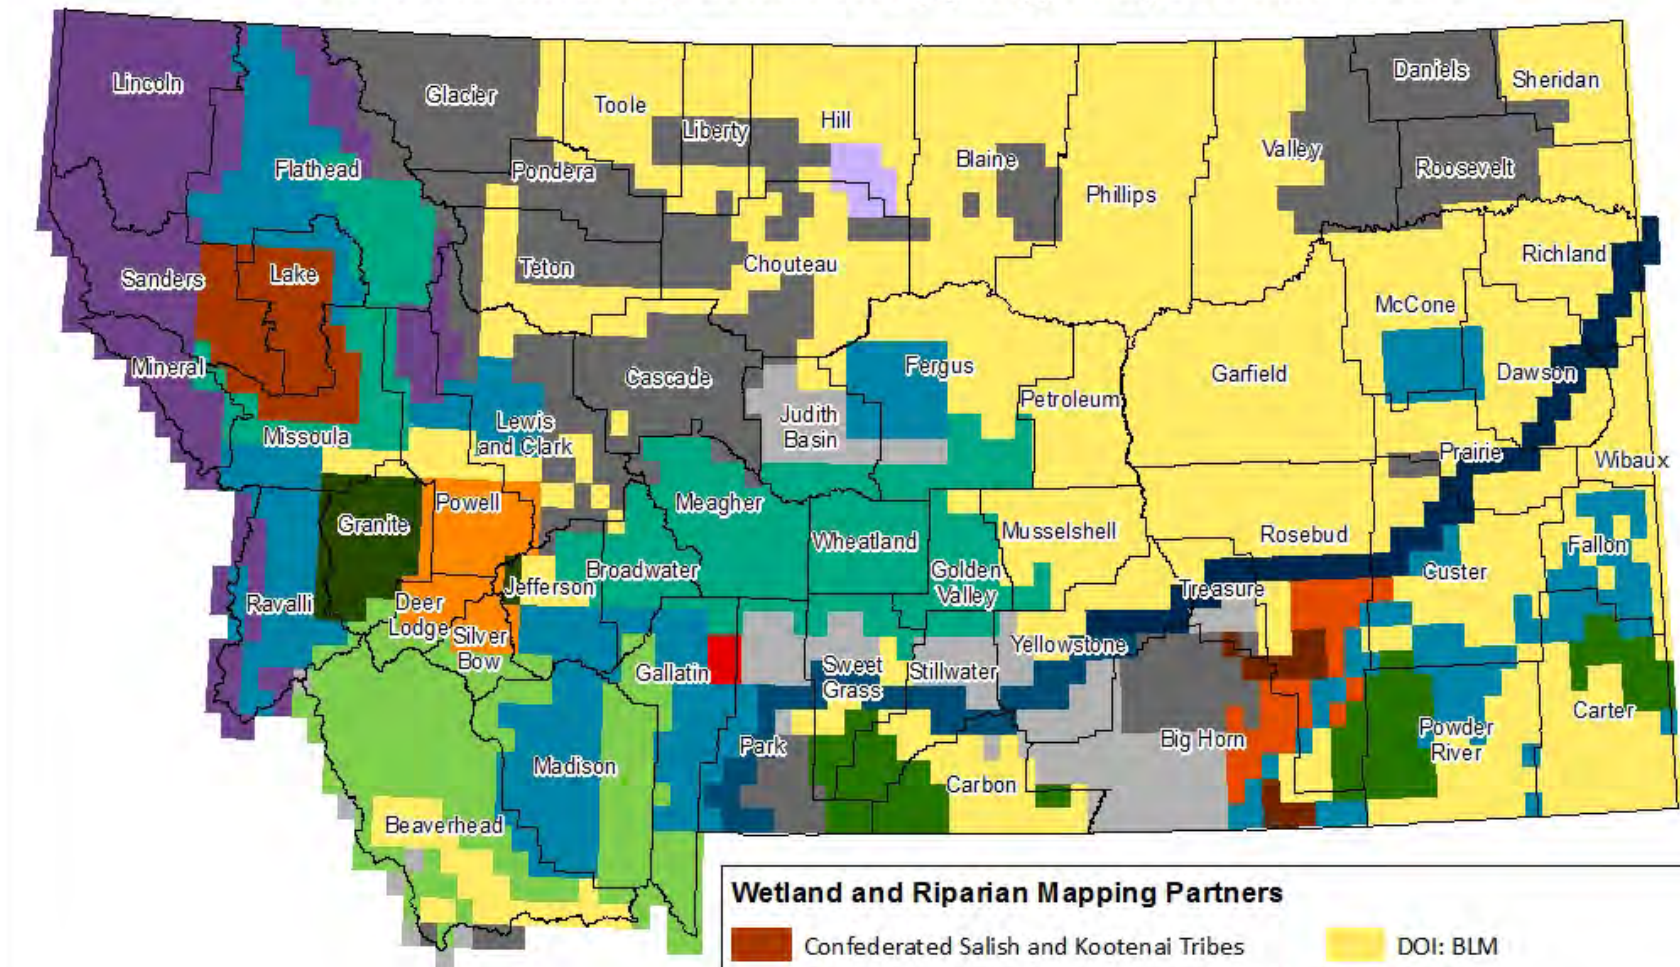 Lincoln
Glacier
Toole
Liberty
Hill
Daniels
Sheridan
Flathead
Pondera
Blaine
Valley
Roosevelt
Phillips
Sanders
Lake
Teton
Chouteau
Richland
McCone
Mineral
Cascade
Fergus
Garfield
Dawson
Petroleum
Judith
Basin
Missoula
Lewis
and Clark
Prairie
Wibaux
Powell
Meagher
Granite
Wheatland
Musselshell
Rosebud
Fallon
Broadwater
Golden
Valley
Custer
Jefferson
Treasure
Ravalli
Deer
Lodge
Silver
Bow
Yellowstone
Gallatin
Sweet
Grass
Stillwater
Carter
Park
Big Horn
Powder
River
Madison
Carbon
Beaverhead
Wetland and Riparian Mapping Partners
Confederated Salish and Kootenai Tribes
DOI: BLM